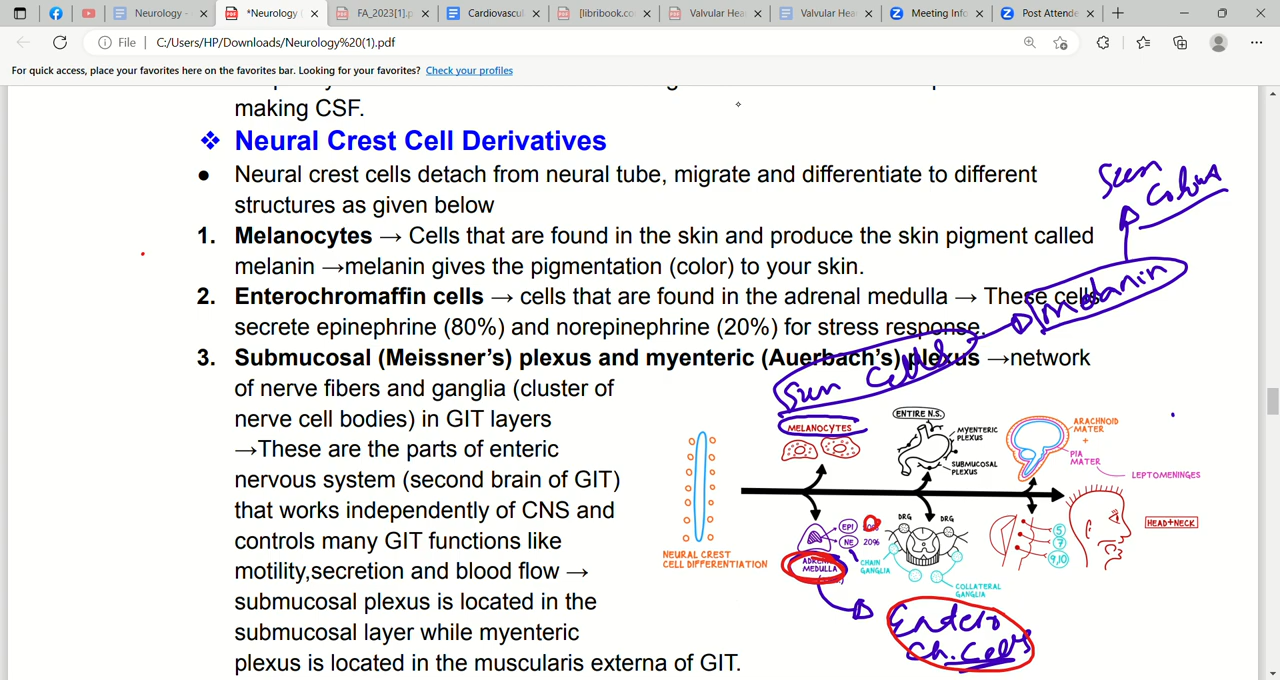 Neurology -
*Neurology (
FA_2023[1].p
Cardiovascul
[libribook.co
Valvular Hea
Valvular Hea
Meeting Info
Post Attende
File
C:/Users/HP/Downloads/Neurology%20(1).pdf
For quick access, place your favorites here on the favorites bar. Looking for your favorites? Check your profiles
making CSF.
❖ Neural Crest Cell Derivatives
● Neural crest cells detach from neural tube, migrate and differentiate to different
structures as given below
1. Melanocytes → Cells that are found in the skin and produce the skin pigment called
melanin →melanin gives the pigmentation (color) to your skin.
2. Enterochromaffin cells → cells that are found in the adrenal medulla → These cells
secrete epinephrine (80%) and norepinephrine (20%) for stress response.
3. Submucosal (Meissner's) plexus and myenteric (Auerbach's) plexus →network
of nerve fibers and ganglia (cluster of
nerve cell bodies) in GIT layers
→These are the parts of enteric
nervous system (second brain of GIT)
that works independently of CNS and
controls many GIT functions like
motility,secretion and blood flow →
submucosal plexus is located in the
submucosal layer while myenteric
plexus is located in the muscularis externa of GIT.
Melanin
Cells
MELANOCYTES
ENTIRE N.S.
MYENTERIC
PLEXUS
SUBMUCOSAL
PLEXUS
ARACHNOID
MATER
+
PIA
MATER
LEPTOMENINGES
NEURAL CREST
CELL DIFFERENTIATION
EPI
NE 20%
ADRENAL
MEDULLA
DRG
DRG
CHAIN
GANGLIA
COLLATERAL
GANGLIA
5
7
9,10
HEAD+NECK
Entero
Ch. Cells